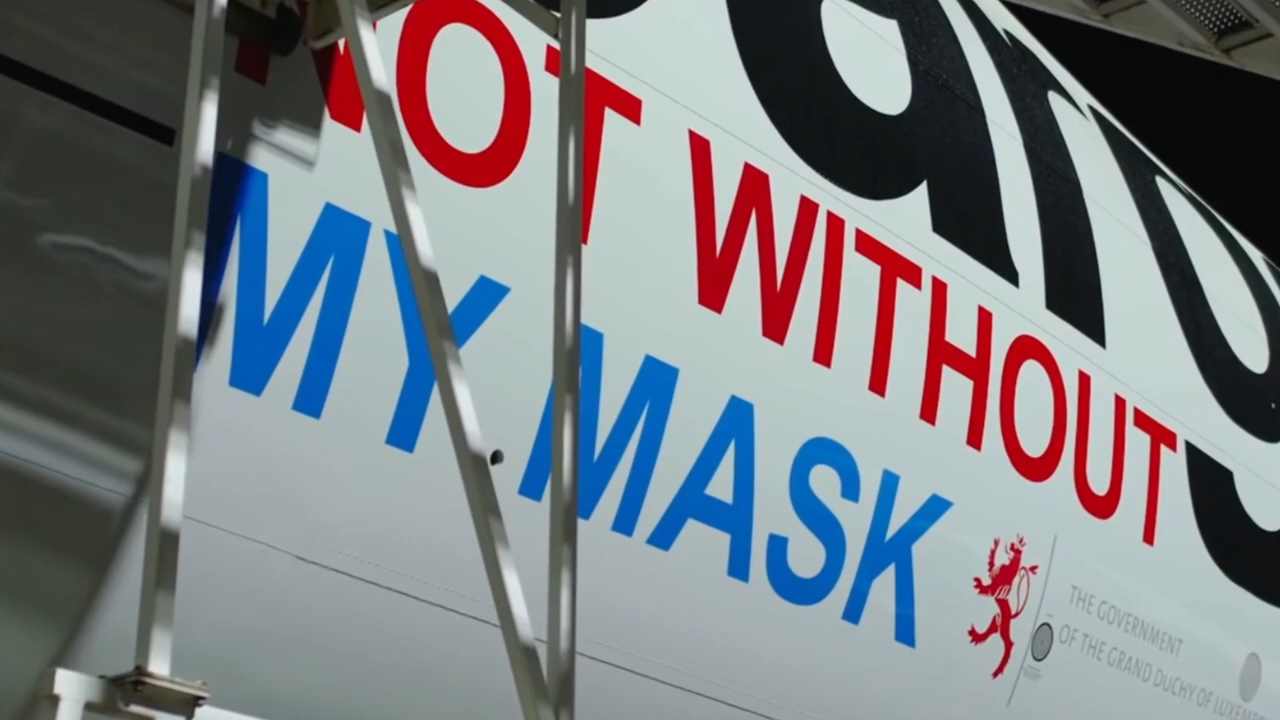 NOT WITHOUT
MY MASK
THE GOVERNMENT
OF THE GRAND DUCHY OF